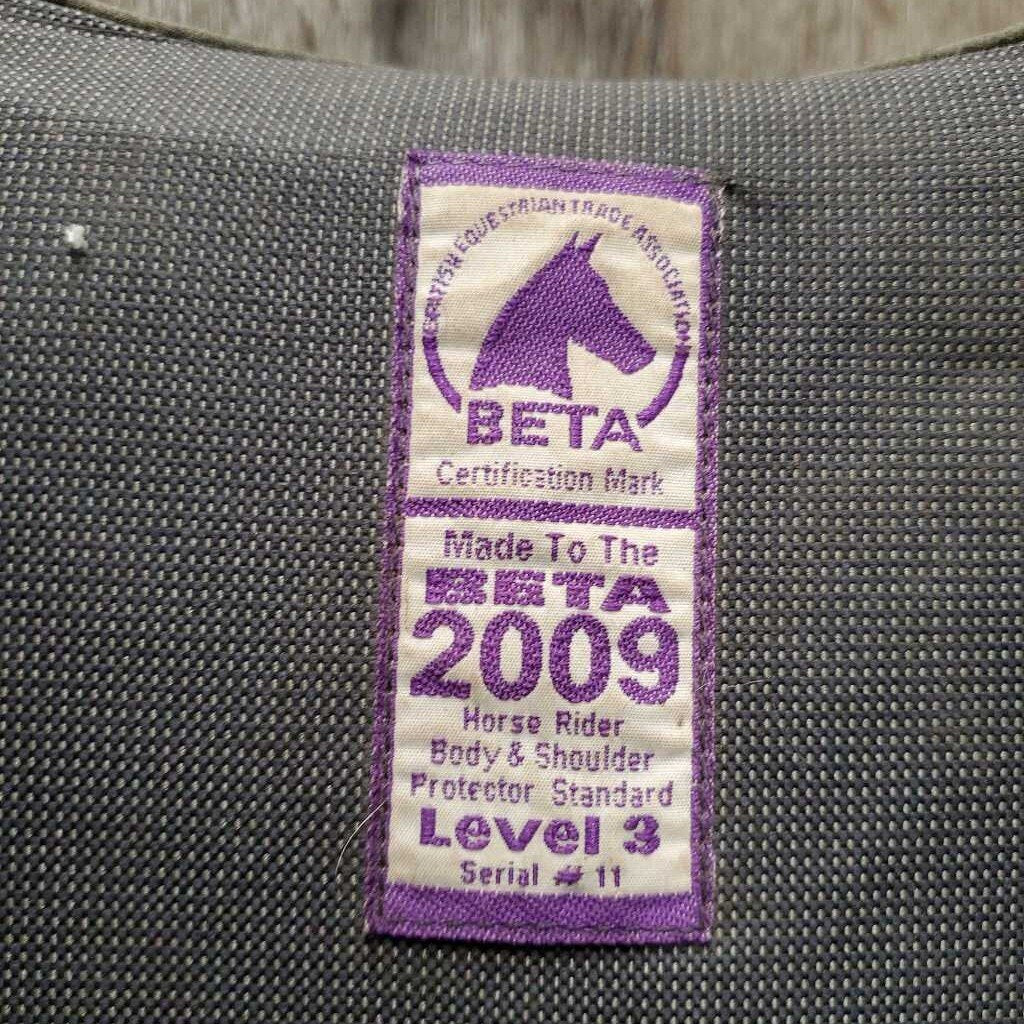 BRITISH EQUESTRIAN TRADE ASSOCIATION
BETA
Certification Mark
Made To The
BETA
2009
Horse Rider
Body & Shoulder
Protector Standard
Level 3
Serial # 11